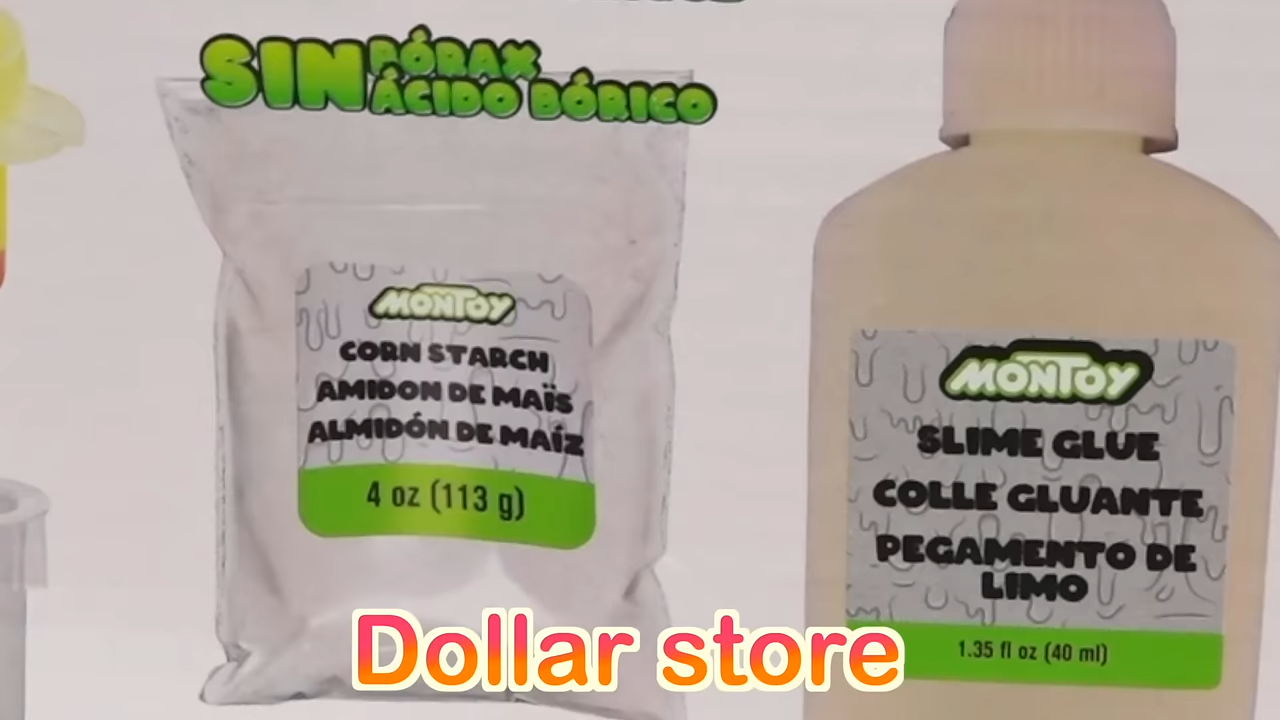 SIN BÓRAX
ÁCIDO BÓRICO
MONTOY
CORN STARCH
AMIDON DE MAÏS
ALMIDÓN DE MAÍZ
4 oz (113 g)
MONTOY
SLIME GLUE
COLLE GLUANTE
PEGAMENTO DE
LIMO
1.35 fl oz (40 ml)
Dollar store